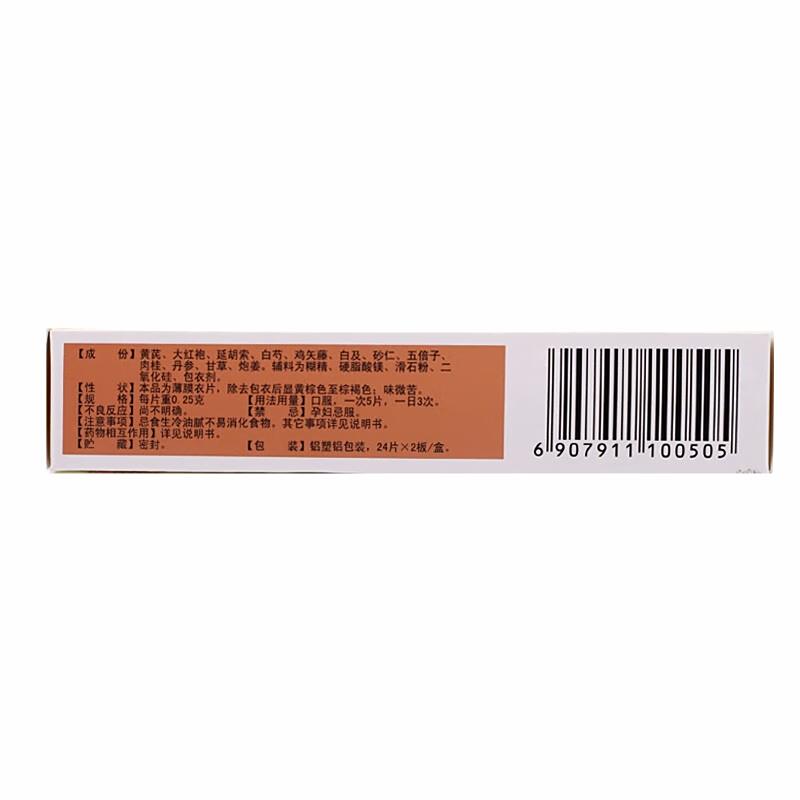 【成 份】黄芪、大红袍、延胡索、白芍、鸡矢藤、白及、砂仁、五倍子、
肉桂、丹参、甘草、炮姜。辅料为糊精、硬脂酸镁、滑石粉、二
氧化硅、包衣剂。
【性 状】本品为薄膜衣片，除去包衣后显黄棕色至棕褐色；味微苦。
【规 格】每片重0.25克 【用法用量】口服。一次5片，一日3次。
【不良反应】尚不明确。 【禁 忌】孕妇忌服。
【注意事项】忌食生冷油腻不易消化食物。其它事项详见说明书。
【药物相互作用】详见说明书。
【贮 藏】密封。 【包 装】铝塑铝包装，24片×2板/盒。
6 907911 100505